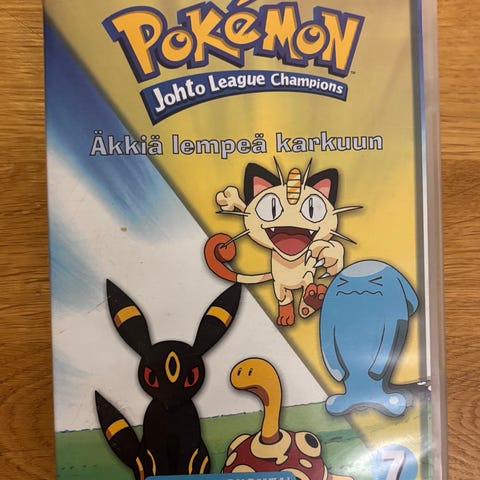 POKéMON
Johto League Champions
Äkkiä lempeä karkuun
7